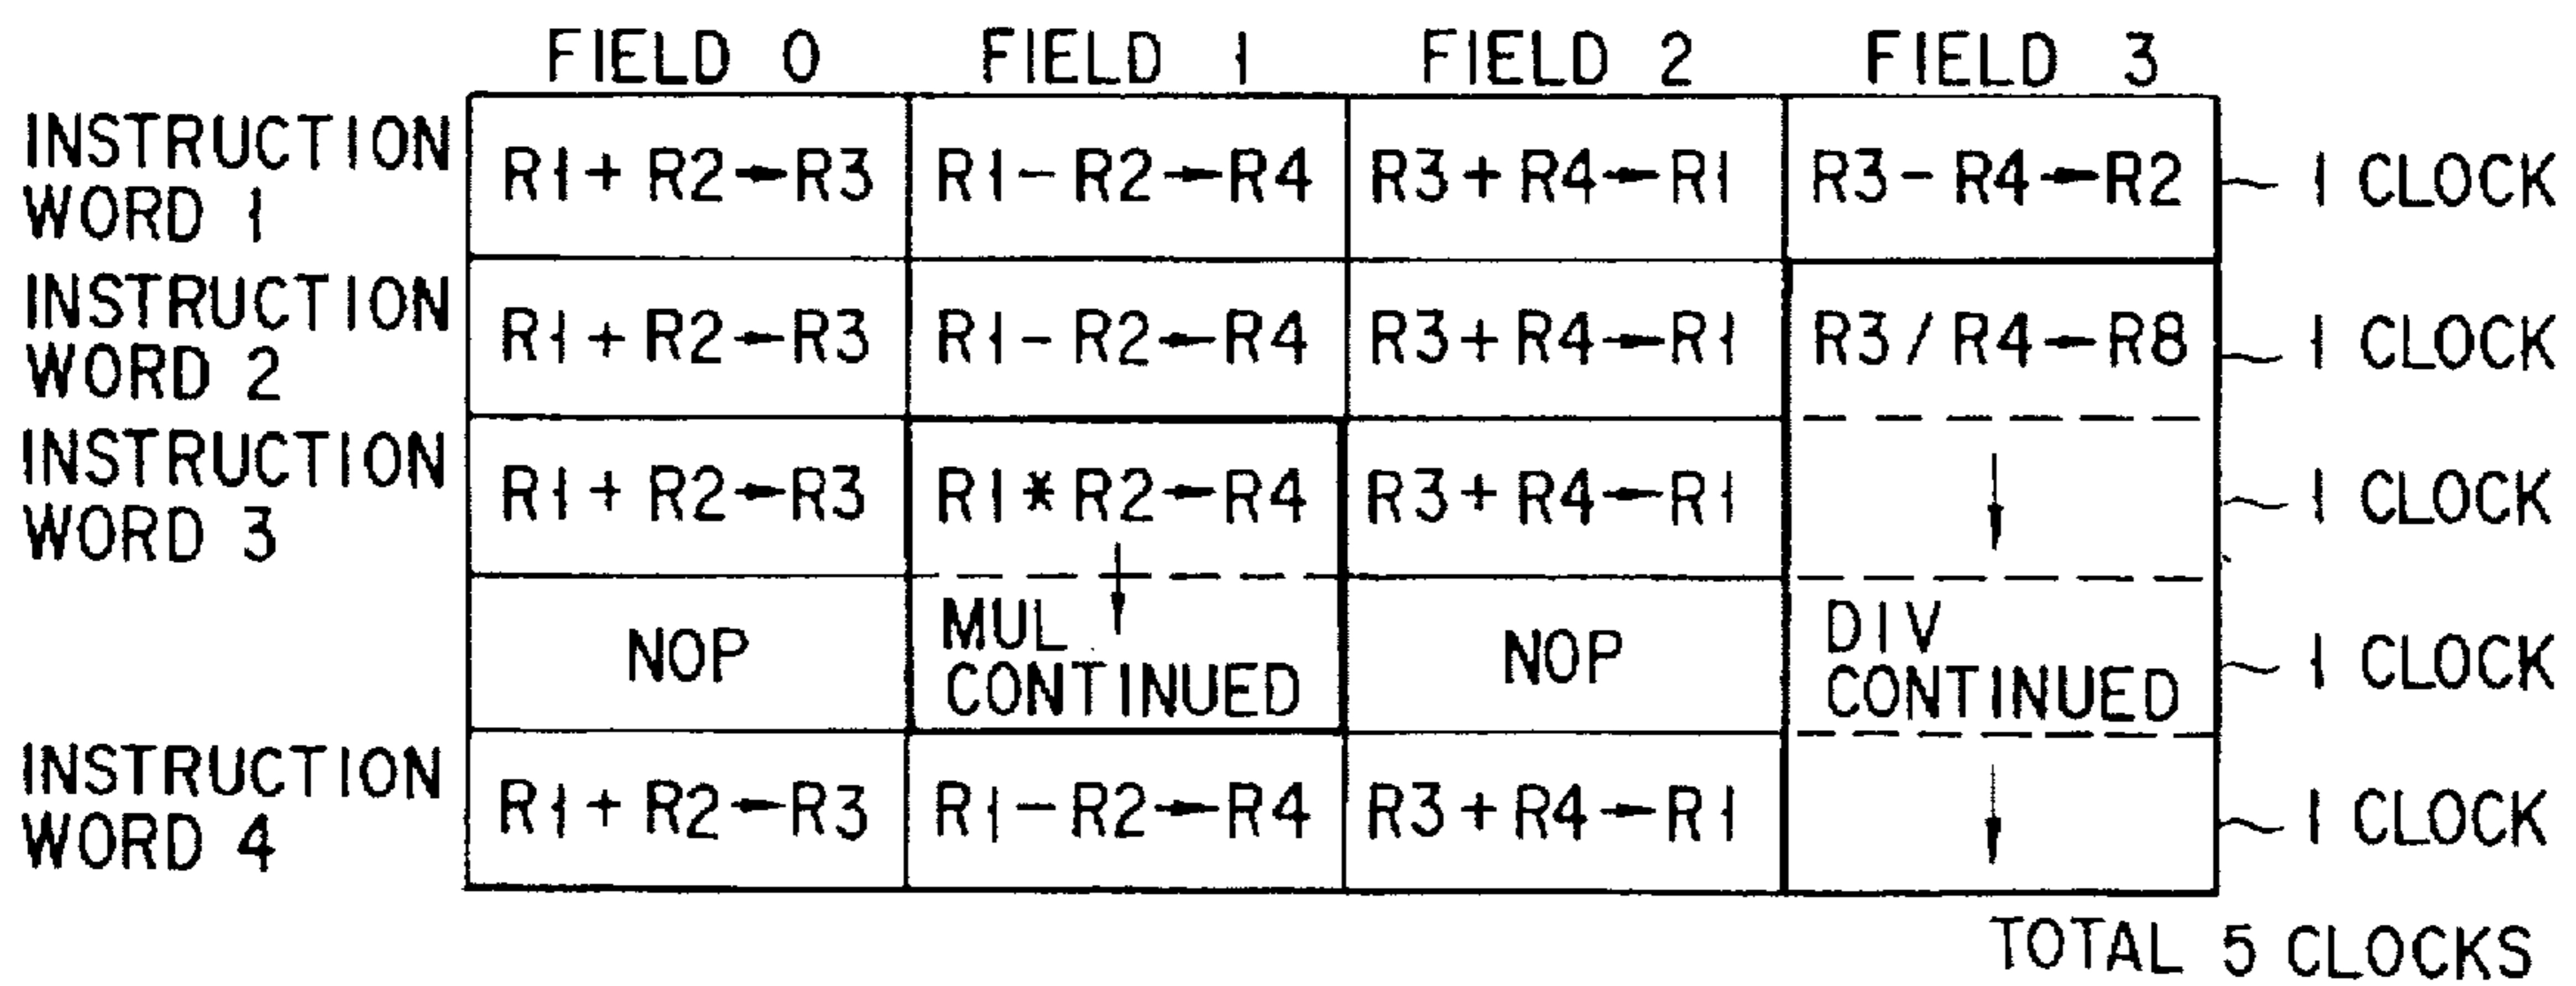 FIELD 0 FIELD 1 FIELD 2 FIELD 3
INSTRUCTION
WORD 1
R1 + R2 → R3 R1 - R2 → R4 R3 + R4 → R1 R3 - R4 → R2 1 CLOCK
INSTRUCTION
WORD 2
R1 + R2 → R3 R1 - R2 → R4 R3 + R4 → R1 R3 / R4 → R8 1 CLOCK
INSTRUCTION
WORD 3
R1 + R2 → R3 R1 * R2 → R4 R3 + R4 → R1 1 CLOCK
NOP MUL CONTINUED NOP DIV CONTINUED 1 CLOCK
INSTRUCTION
WORD 4
R1 + R2 → R3 R1 - R2 → R4 R3 + R4 → R1 1 CLOCK
TOTAL 5 CLOCKS